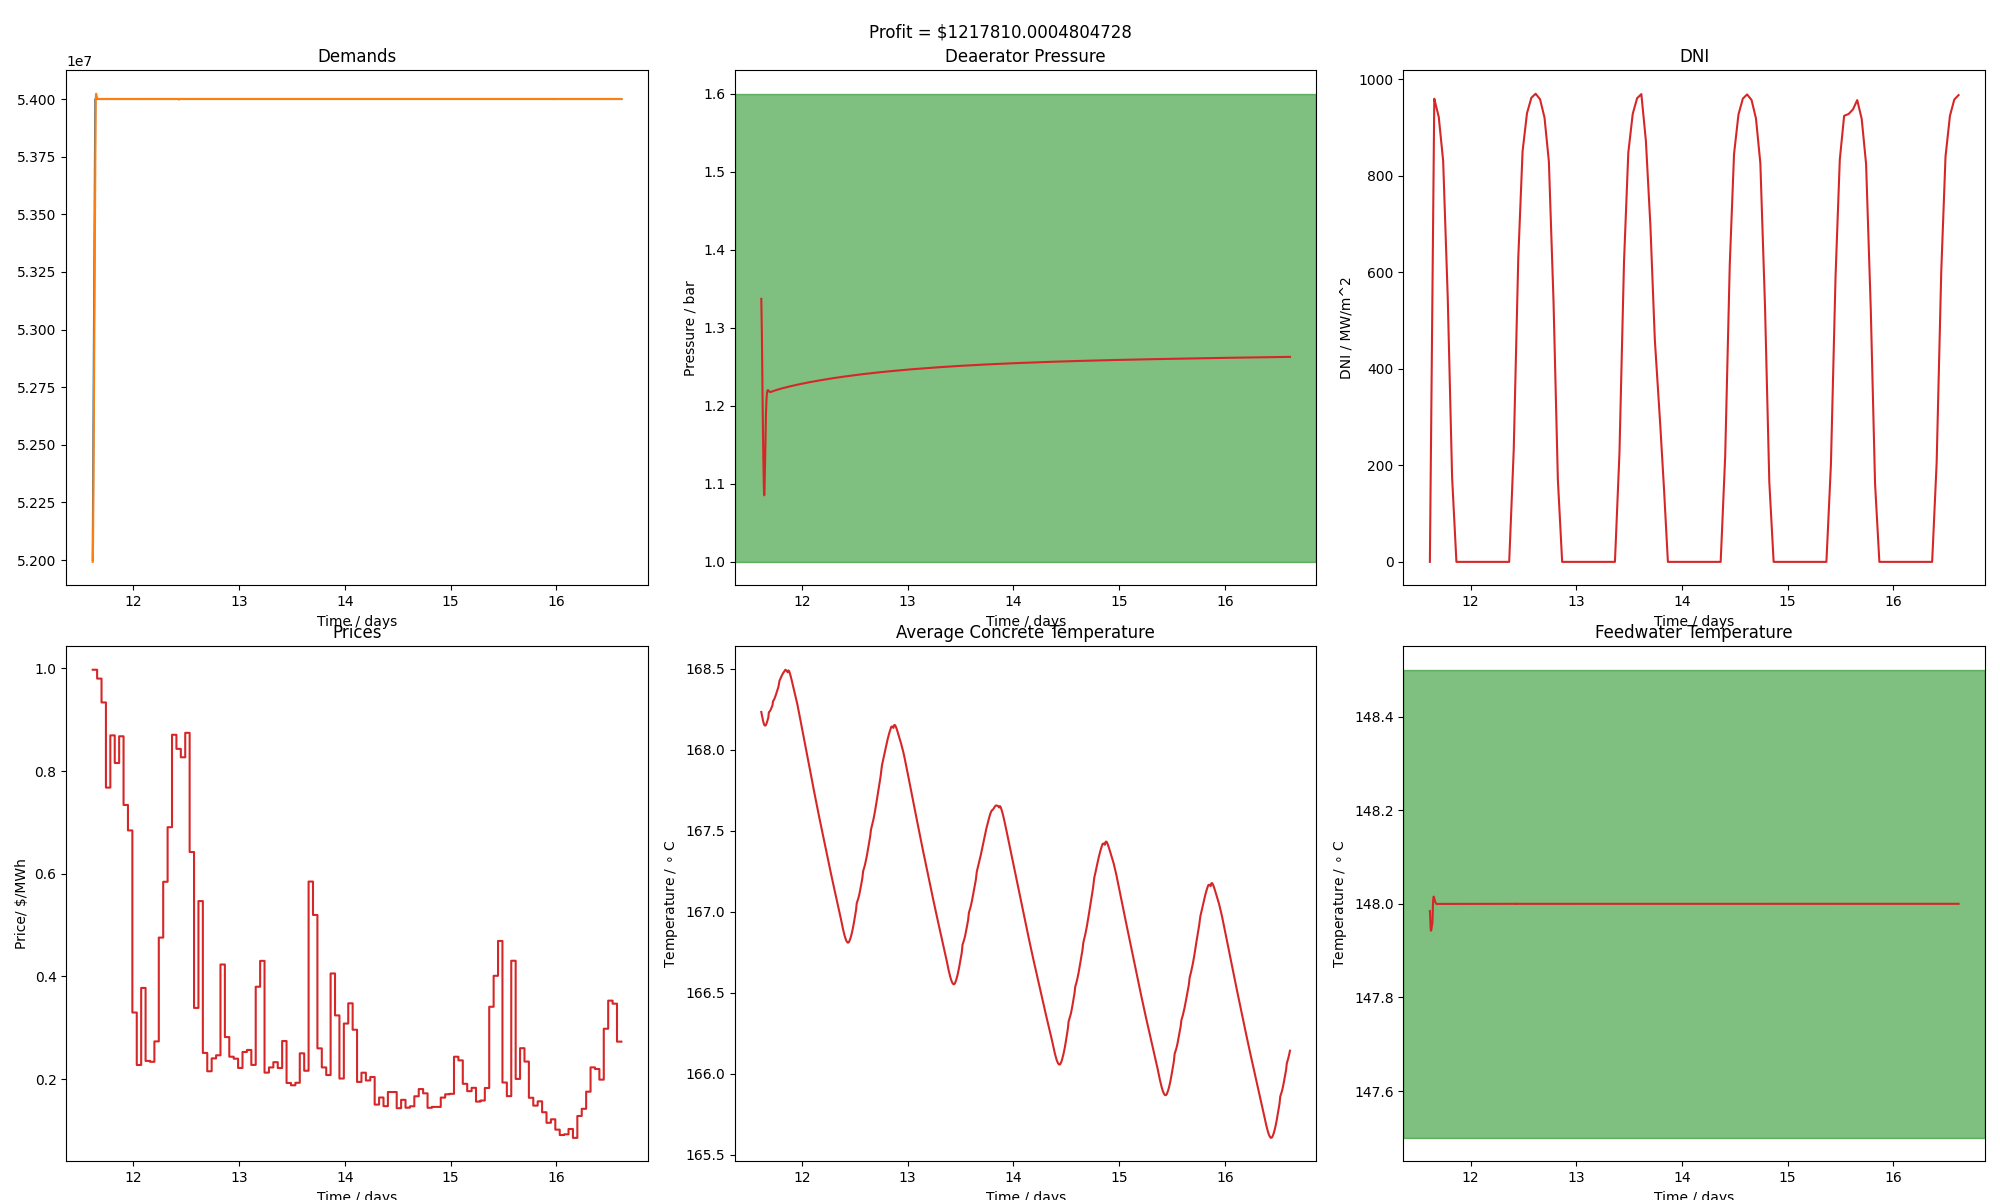 Profit = $1217810.0004804728
Demands
1e7
5.400
5.375
5.350
5.325
5.300
5.275
5.250
5.225
5.200
12 13 14 15 16
Time / days
Deaerator Pressure
Pressure / bar
1.6
1.5
1.4
1.3
1.2
1.1
1.0
12 13 14 15 16
Time / days
DNI
DNI / MW/m^2
1000
800
600
400
200
0
12 13 14 15 16
Time / days
Prices
Price/ $/MWh
1.0
0.8
0.6
0.4
0.2
12 13 14 15 16
Time / days
Average Concrete Temperature
Temperature / ∘ C
168.5
168.0
167.5
167.0
166.5
166.0
165.5
12 13 14 15 16
Time / days
Feedwater Temperature
Temperature / ∘ C
148.4
148.2
148.0
147.8
147.6
12 13 14 15 16
Time / days